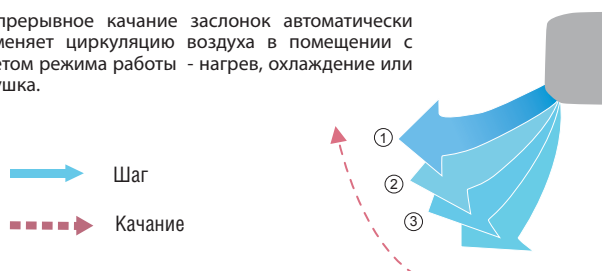 прерывное качание заслонок автоматически
меняет циркуляцию воздуха в помещении с
етом режима работы - нагрев, охлаждение или
ушка.
1
Шаг
2
3
Качание